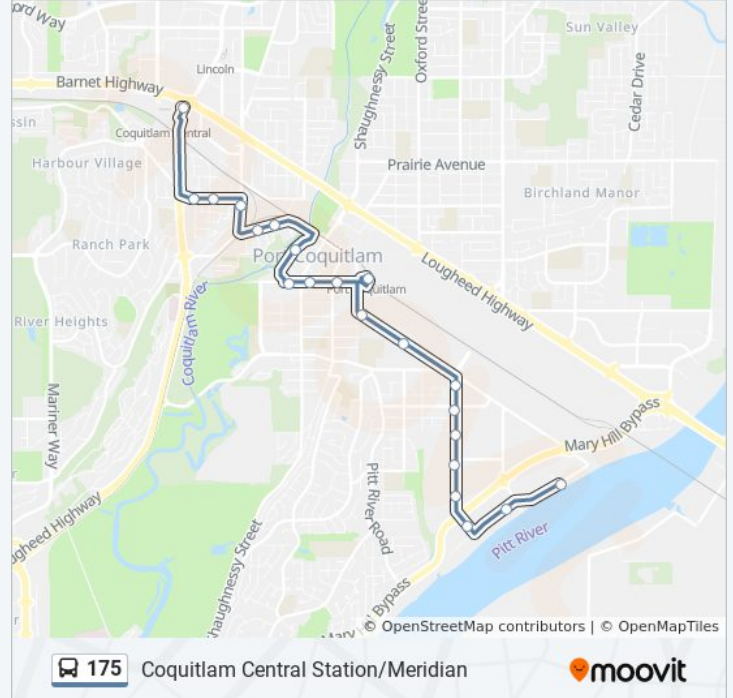 ord Way
Sun Valley
Oxford Stree
Lincoln
Barnet Highway
Shaughnessy Street
Cedar Drive
ssin
Coquitlam Central
Harbour Village
Prairie Avenue
Birchland Manor
Ranch Park
Port Coquitlam
Lougheed Highway
Port Coquitlam
River Heights
Coquitlam River
Mariner Way
Mary Hill Bypass
Pitt River Road
ugheed Highway
Pitt River
Shaughnessy Street
Mary Hill Bypass
© OpenStreetMap contributors | © OpenMapTiles
175 Coquitlam Central Station/Meridian
moovit